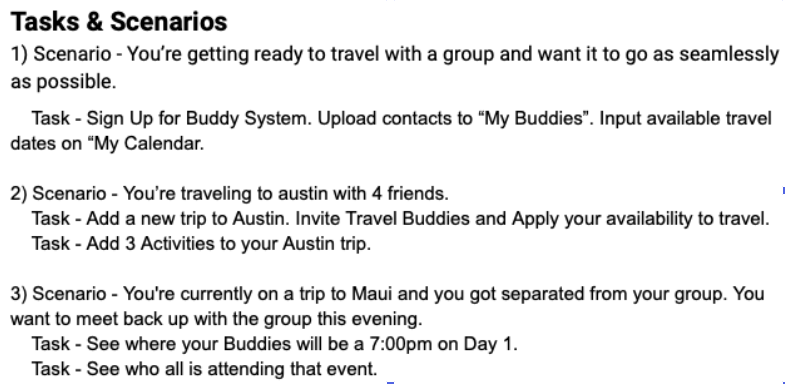 Tasks & Scenarios
1) Scenario - You're getting ready to travel with a group and want it to go as seamlessly
as possible.
Task - Sign Up for Buddy System. Upload contacts to “My Buddies”. Input available travel
dates on “My Calendar.
2) Scenario - You're traveling to austin with 4 friends.
Task - Add a new trip to Austin. Invite Travel Buddies and Apply your availability to travel.
Task - Add 3 Activities to your Austin trip.
3) Scenario - You're currently on a trip to Maui and you got separated from your group. You
want to meet back up with the group this evening.
Task - See where your Buddies will be a 7:00pm on Day 1.
Task - See who all is attending that event.